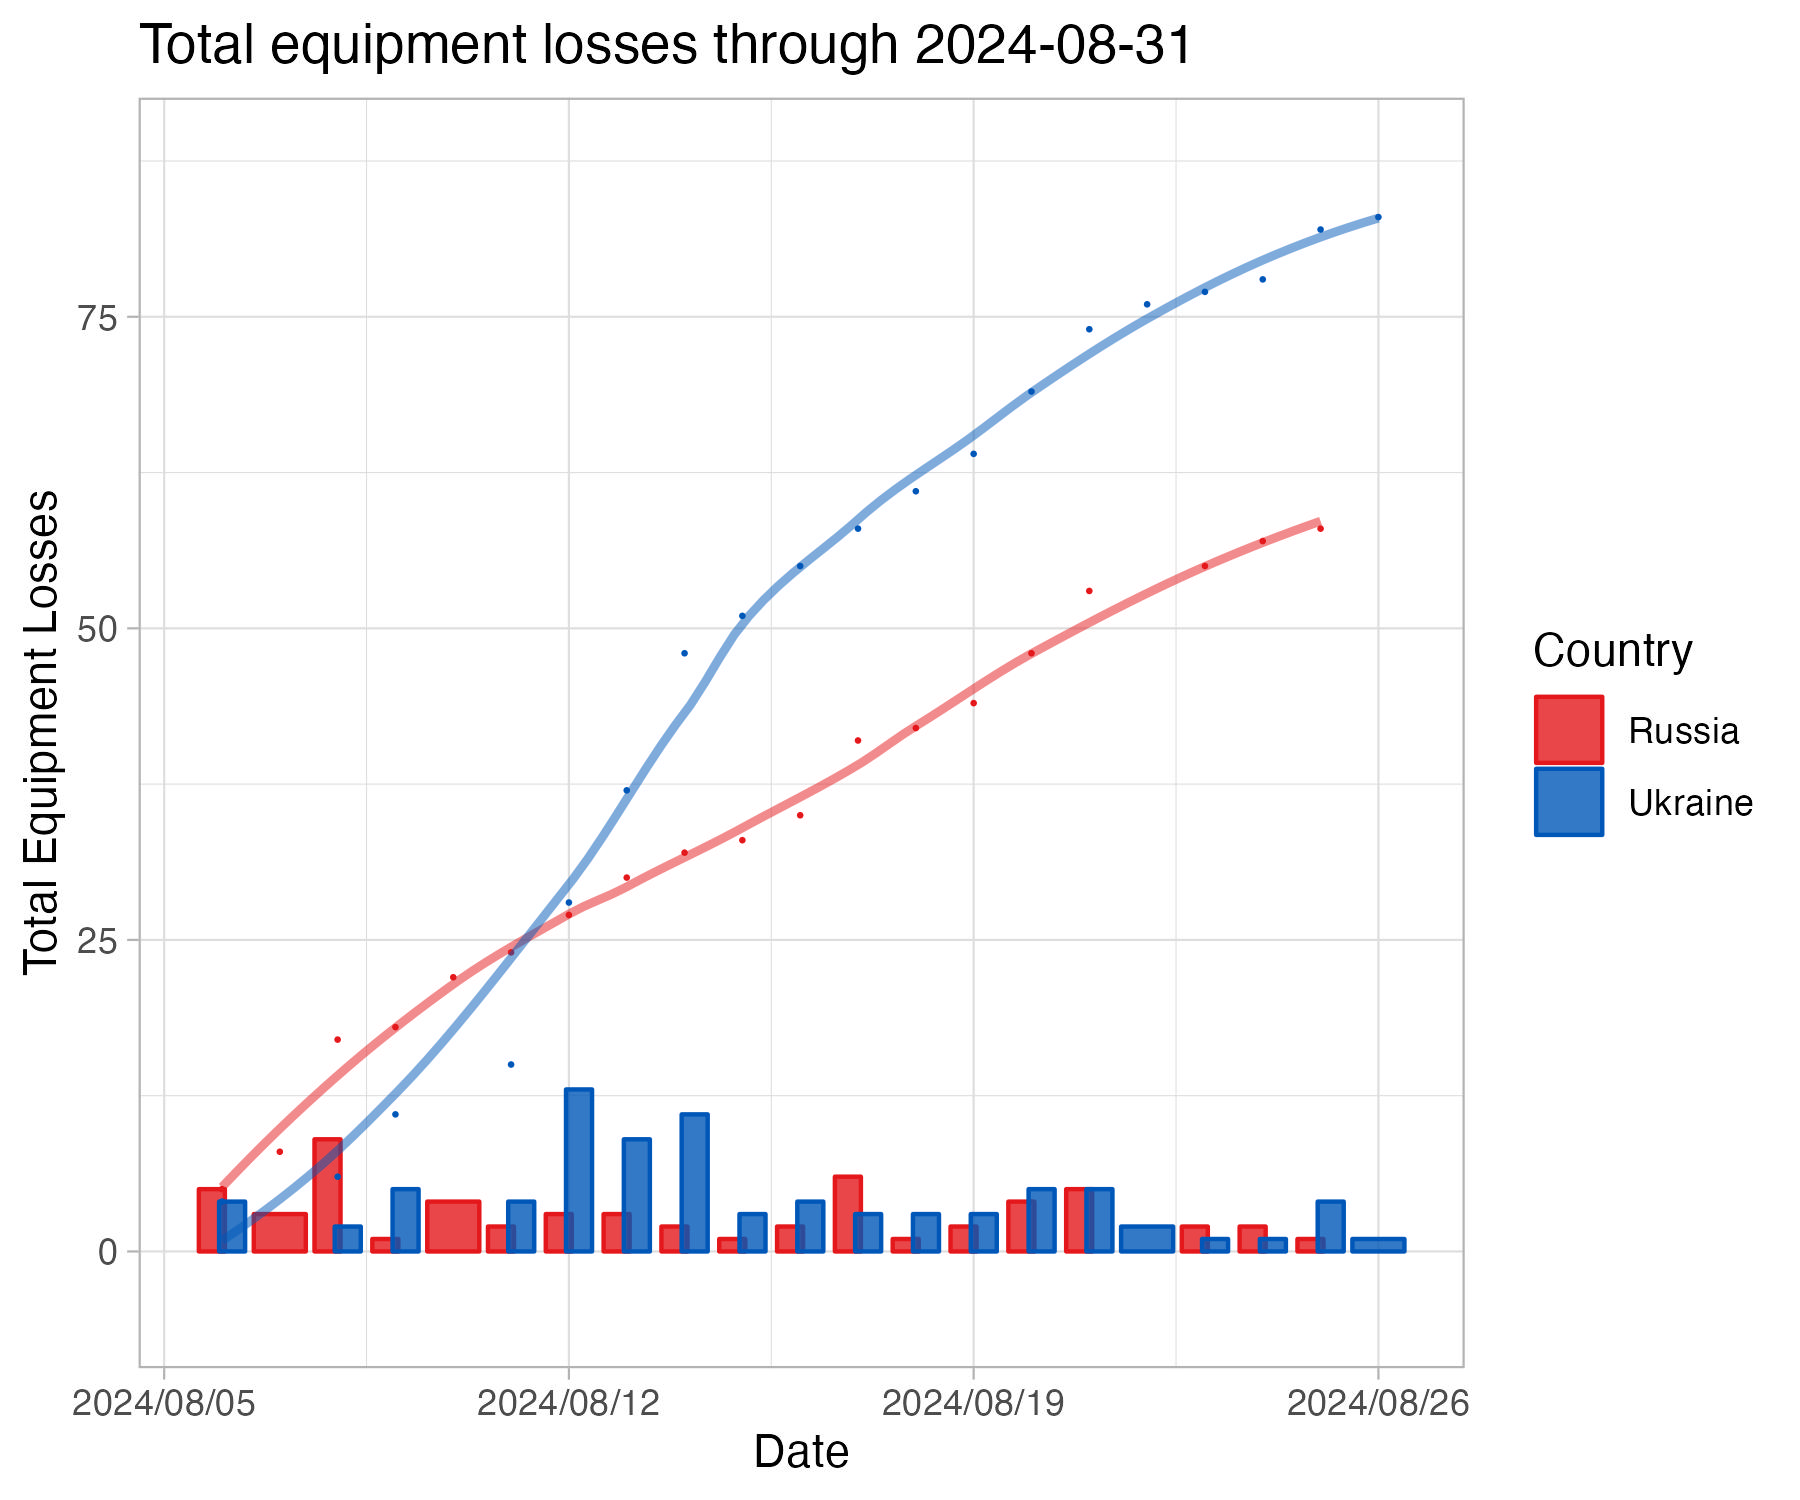 Total equipment losses through 2024-08-31
Total Equipment Losses
75
50
25
0
2024/08/05
2024/08/12
2024/08/19
2024/08/26
Date
Country
Russia
Ukraine